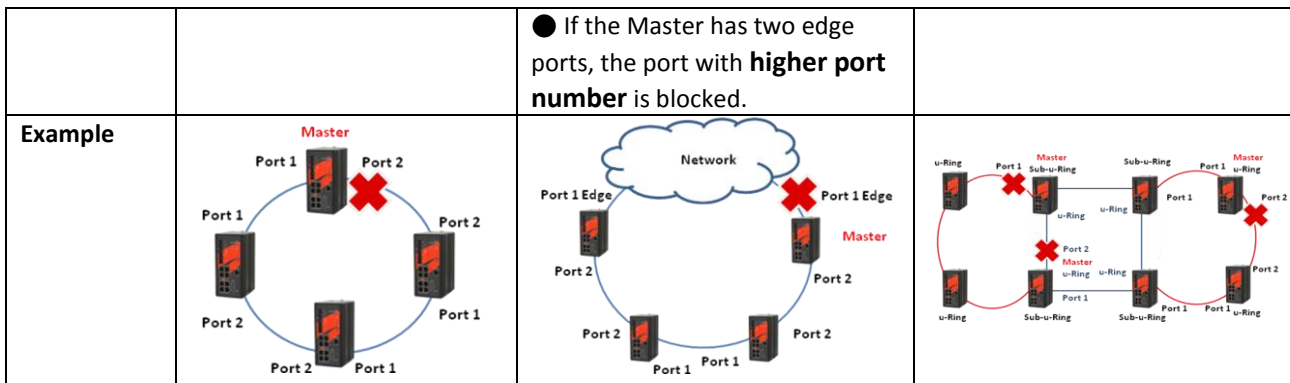 ● If the Master has two edge
ports, the port with higher port
number is blocked.
Example
Master
Port 1
Port 2
Port 1
Port 2
Port 2
Port 1
Port 2
Port 1
Network
Port 1 Edge
Port 1 Edge
Master
Port 2
Port 2
Port 2
Port 2
Port 1
Port 1
u-Ring
Port 1
Master
Sub-u-Ring
Sub-u-Ring
Port 1
Master
u-Ring
Port 2
Port 1
u-Ring
u-Ring
Port 2
Master
u-Ring
u-Ring
Port 2
Port 1
u-Ring
Sub-u-Ring
Sub-u-Ring
Port 1
Port 1
u-Ring